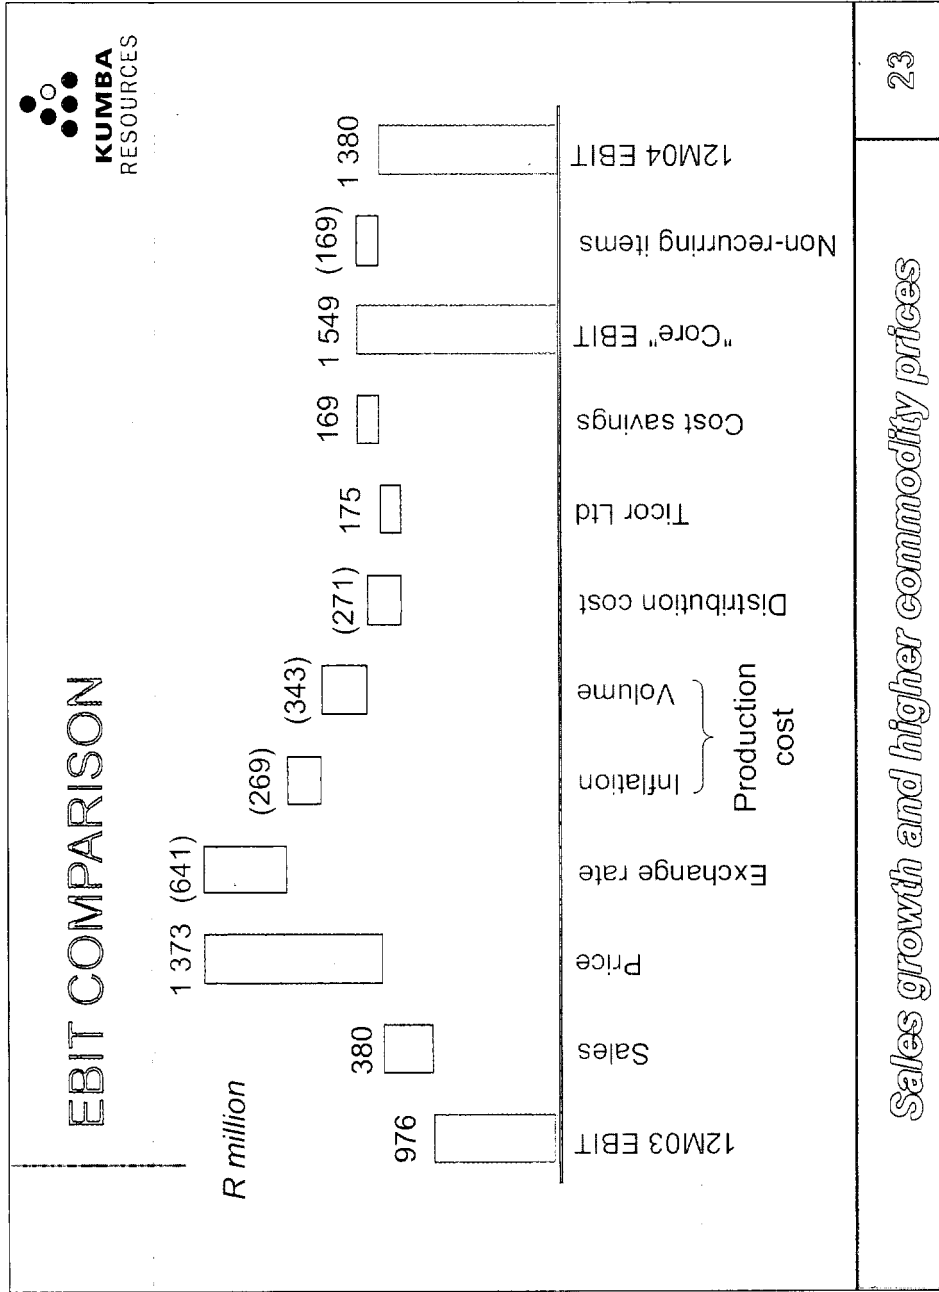 EBIT COMPARISON
KUMBA
RESOURCES
R million
976
380
1 373
(641)
(269)
(343)
(271)
175
169
1 549
(169)
1 380
12M03 EBIT
Sales
Price
Exchange rate
Inflation
Volume
Production
cost
Distribution cost
Ticor Ltd
Cost savings
"Core" EBIT
Non-recurring items
12M04 EBIT
Sales growth and higher commodity prices
23